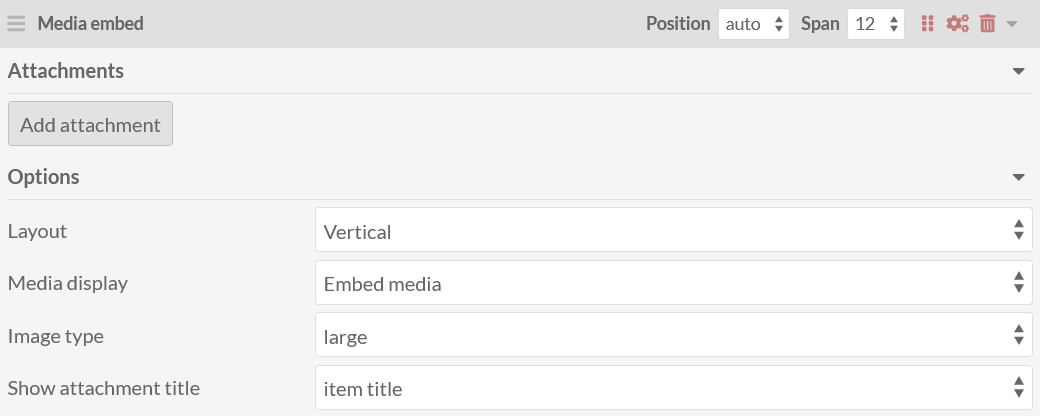 Media embed Position auto Span 12
Attachments
Add attachment
Options
Layout Vertical
Media display Embed media
Image type large
Show attachment title item title